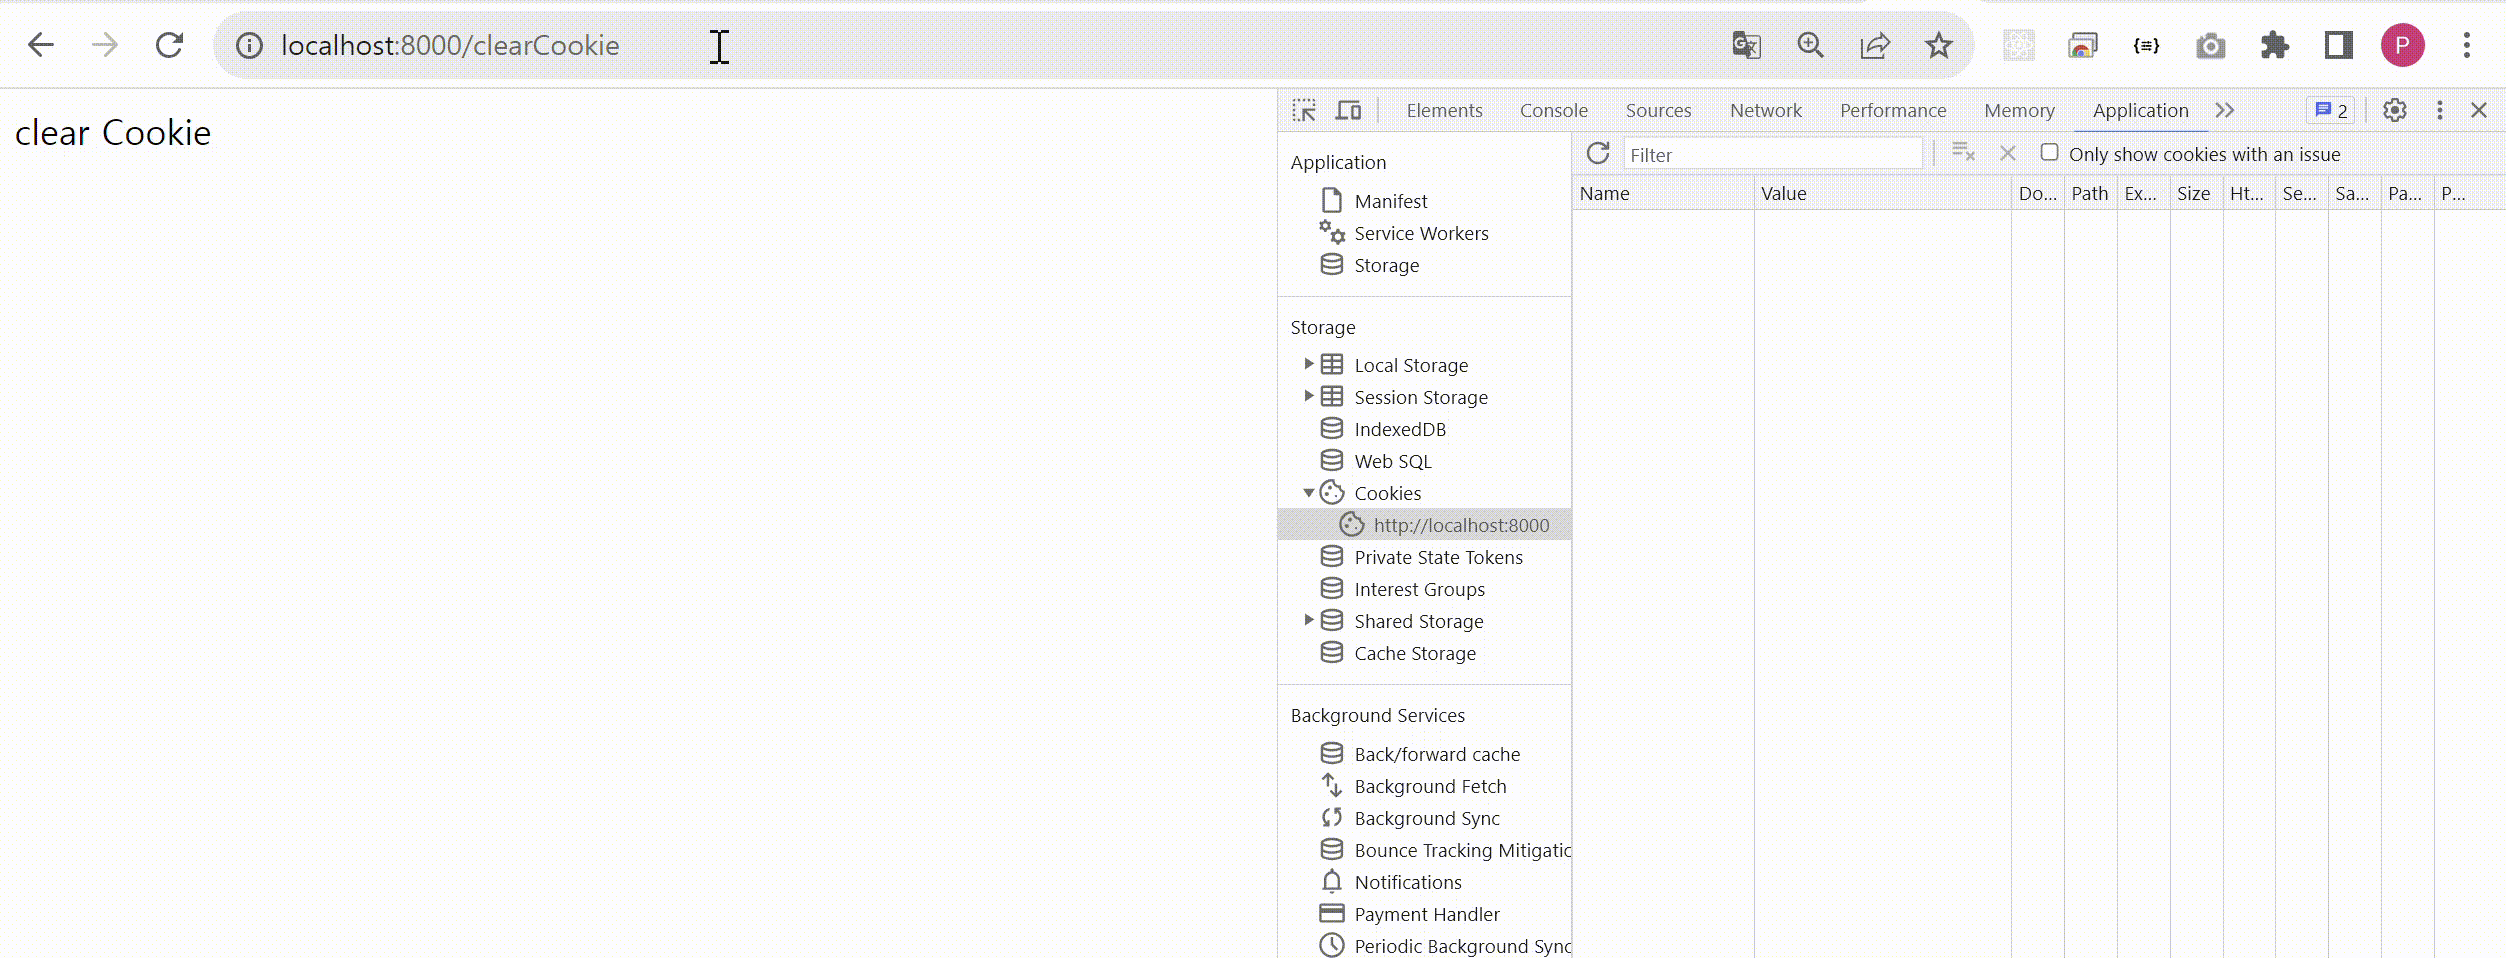 localhost:8000/clearCookie
P
clear Cookie
Elements Console Sources Network Performance Memory Application 2
Application
Manifest
Service Workers
Storage
Storage
Local Storage
Session Storage
IndexedDB
Web SQL
Cookies
http://localhost:8000
Private State Tokens
Interest Groups
Shared Storage
Cache Storage
Background Services
Back/forward cache
Background Fetch
Background Sync
Bounce Tracking Mitigatic
Notifications
Payment Handler
Periodic Background Sync
Filter Only show cookies with an issue
Name Value Do... Path Ex... Size Ht... Se... Sa... Pa... P...